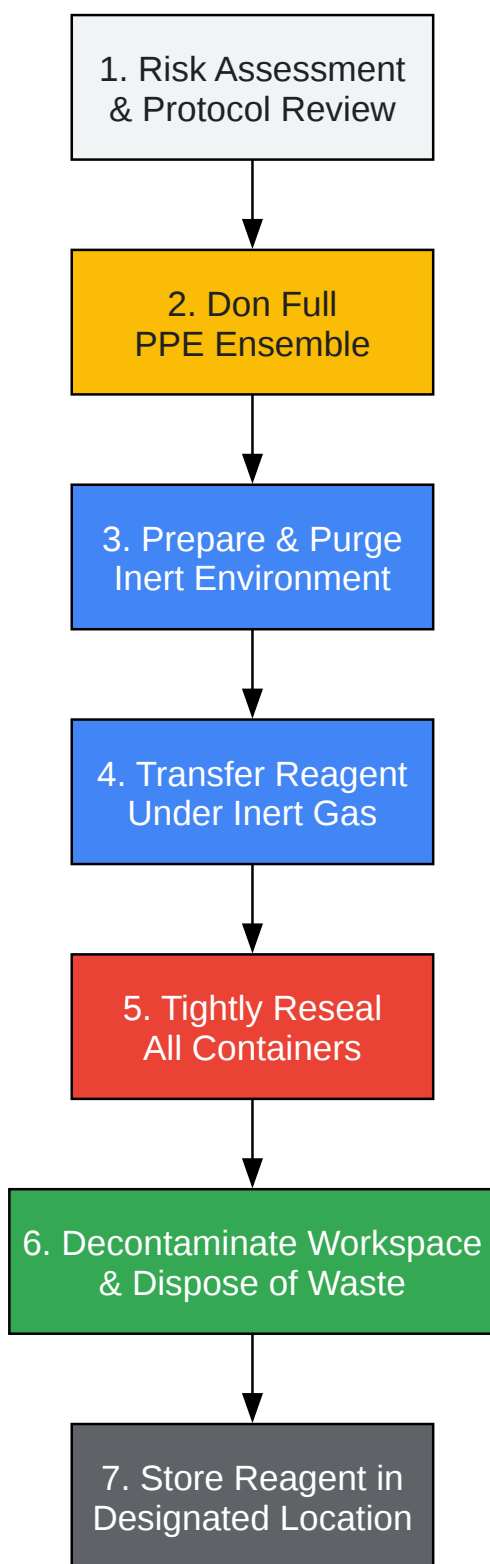 1. Risk Assessment
& Protocol Review
2. Don Full
PPE Ensemble
3. Prepare & Purge
Inert Environment
4. Transfer Reagent
Under Inert Gas
5. Tightly Reseal
All Containers
6. Decontaminate Workspace
& Dispose of Waste
7. Store Reagent in
Designated Location